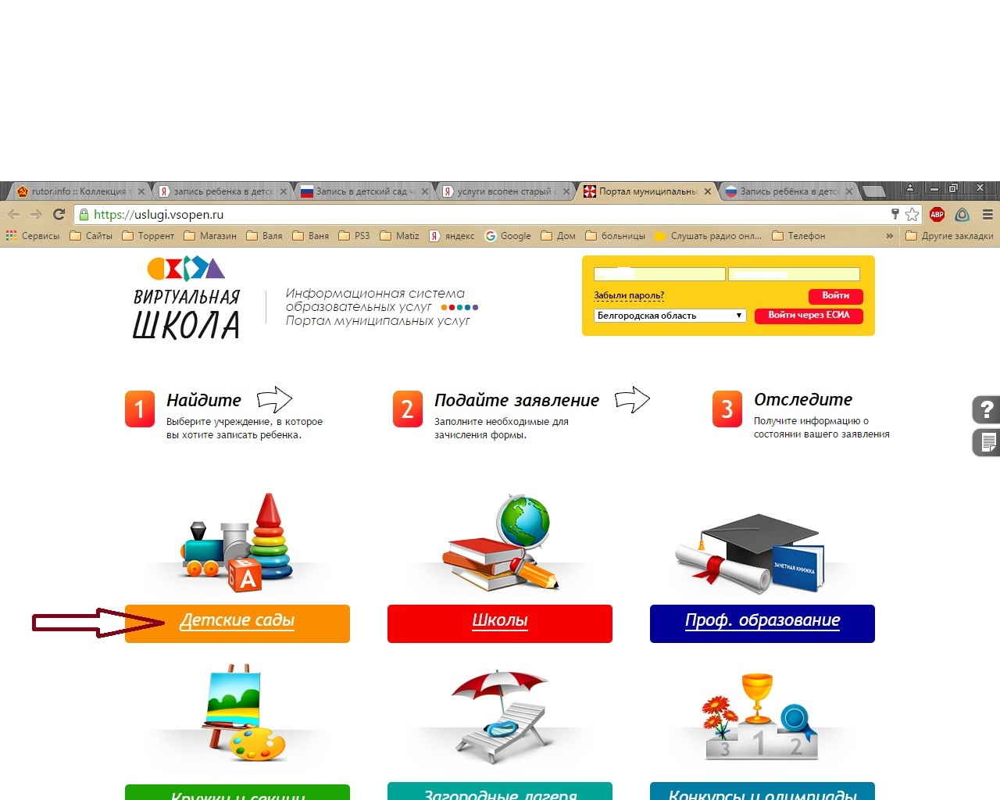 rutor.info :: Коллекция т
запись ребенка в детск
Запись в детский сад ч
услуги всопен старый с
Портал муниципальны
Запись ребёнка в детс
https://uslugi.vsopen.ru
ABP
Сервисы Сайты Торрент Магазин Валя Ваня PS3 Matiz яндекс Google Дом больницы Слушать радио онл... Телефон » Другие закладки
ВИРТУАЛЬНАЯ
ШКОЛА
Информационная система
образовательных услуг
Портал муниципальных услуг
Забыли пароль?
Войти
Белгородская область
Войти через ЕСИА
1
Найдите
Выберите учреждение, в которое
вы хотите записать ребенка.
2
Подайте заявление
Заполните необходимые для
зачисления формы.
3
Отследите
Получите информацию о
состоянии вашего заявления
?
Б В А
ЗАЧЕТНАЯ КНИЖКА
Детские сады
Школы
Проф. образование
3 1 2
Кружки и секции
Загородные лагеря
Конкурсы и олимпиады